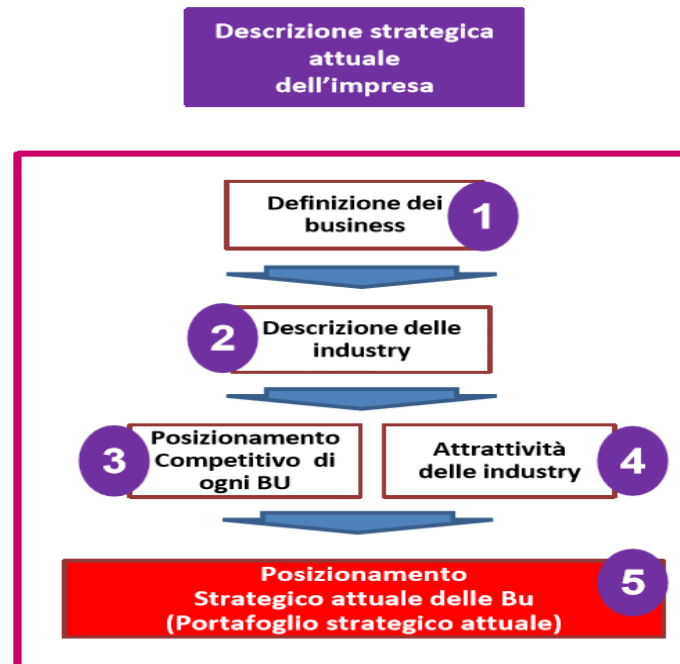 Descrizione strategica
attuale
dell’impresa
Definizione dei
business
1
2
Descrizione delle
industry
3
Posizionamento
Competitivo di
ogni BU
Attrattività
delle industry
4
Posizionamento
Strategico attuale delle Bu
(Portafoglio strategico attuale)
5